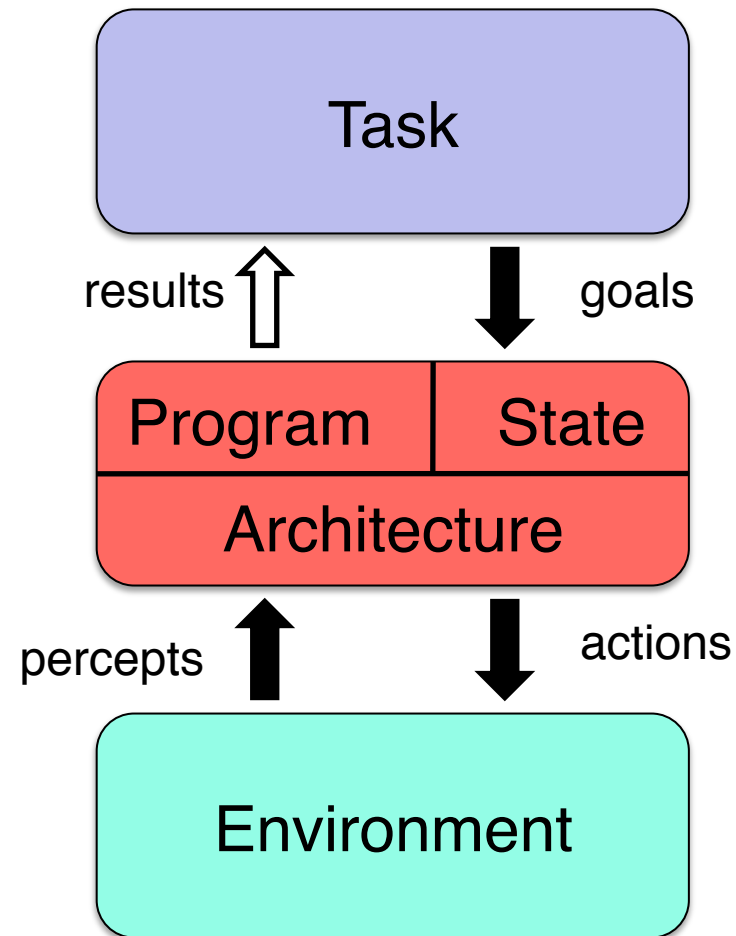 Task
results
goals
Program
State
Architecture
percepts
actions
Environment